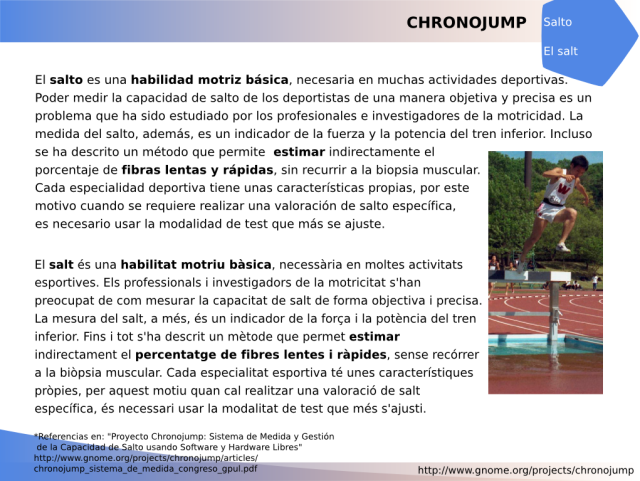 CHRONOJUMP
Salto
El salt
El salto es una habilidad motriz básica, necesaria en muchas actividades deportivas.
Poder medir la capacidad de salto de los deportistas de una manera objetiva y precisa es un
problema que ha sido estudiado por los profesionales e investigadores de la motricidad. La
medida del salto, además, es un indicador de la fuerza y la potencia del tren inferior. Incluso
se ha descrito un método que permite  estimar indirectamente el
porcentaje de fibras lentas y rápidas, sin recurrir a la biopsia muscular.
Cada especialidad deportiva tiene unas características propias, por este
motivo cuando se requiere realizar una valoración de salto específica,
es necesario usar la modalidad de test que más se ajuste.
El salt és una habilitat motriu bàsica, necessària en moltes activitats
esportives. Els professionals i investigadors de la motricitat s'han
preocupat de com mesurar la capacitat de salt de forma objectiva i precisa.
La mesura del salt, a més, és un indicador de la força i la potència del tren
inferior. Fins i tot s'ha descrit un mètode que permet estimar
indirectament el percentatge de fibres lentes i ràpides, sense recórrer
a la biòpsia muscular. Cada especialitat esportiva té unes característiques
pròpies, per aquest motiu quan cal realitzar una valoració de salt
específica, és necessari usar la modalitat de test que més s'ajusti.
*Referencias en: "Proyecto Chronojump: Sistema de Medida y Gestión
de la Capacidad de Salto usando Software y Hardware Libres"
http://www.gnome.org/projects/chronojump/articles/
chronojump_sistema_de_medida_congreso_gpul.pdf
http://www.gnome.org/projects/chronojump